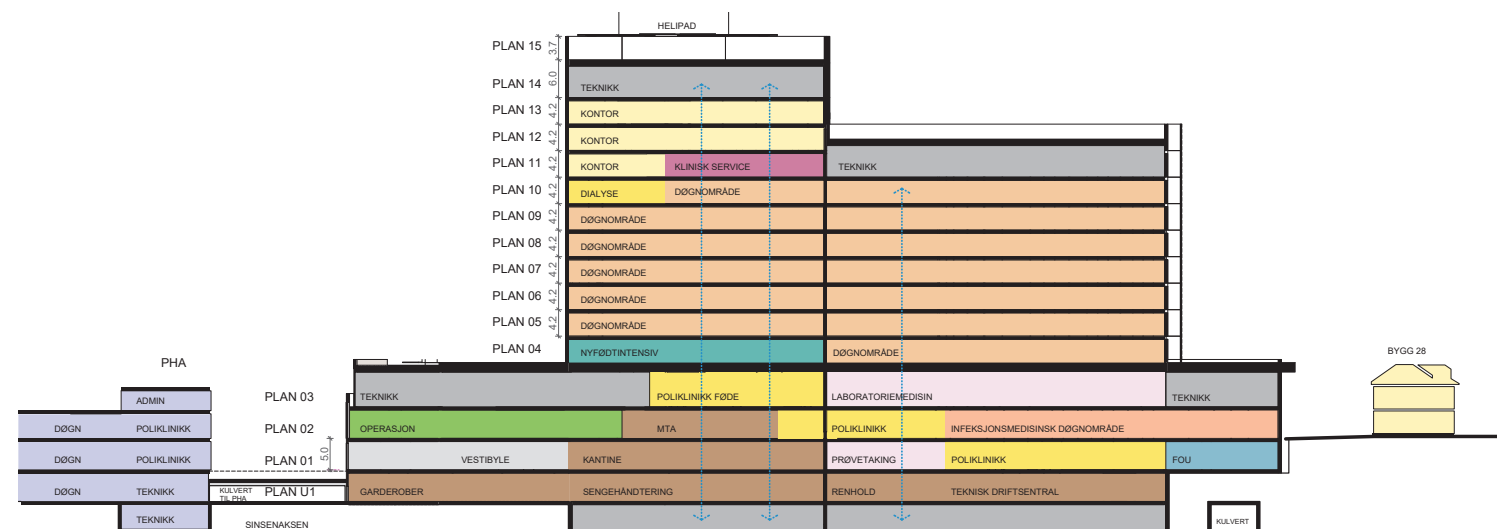 HELIPAD
PLAN 15 3.7
PLAN 14 6.0 TEKNIKK
PLAN 13 4.2 KONTOR
PLAN 12 4.2 KONTOR
PLAN 11 4.2 KONTOR KLINISK SERVICE TEKNIKK
PLAN 10 4.2 DIALYSE DØGNOMRÅDE
PLAN 09 4.2 DØGNOMRÅDE
PLAN 08 4.2 DØGNOMRÅDE
PLAN 07 4.2 DØGNOMRÅDE
PLAN 06 4.2 DØGNOMRÅDE
PLAN 05 4.2 DØGNOMRÅDE
PLAN 04 NYFØDTINTENSIV DØGNOMRÅDE
BYGG 28
PHA
ADMIN PLAN 03 TEKNIKK POLIKLINIKK FØDE LABORATORIEMEDISIN TEKNIKK
DØGN POLIKLINIKK PLAN 02 OPERASJON MTA POLIKLINIKK INFEKSJONSMEDISINSK DØGNOMRÅDE
DØGN POLIKLINIKK PLAN 01 5.0 VESTIBYLE KANTINE PRØVETAKING POLIKLINIKK FOU
DØGN TEKNIKK KULVERT TIL PHA PLAN U1 GARDEROBER SENGEHÅNDTERING RENHOLD TEKNISK DRIFTSENTRAL
TEKNIKK SINSENAKSEN KULVERT